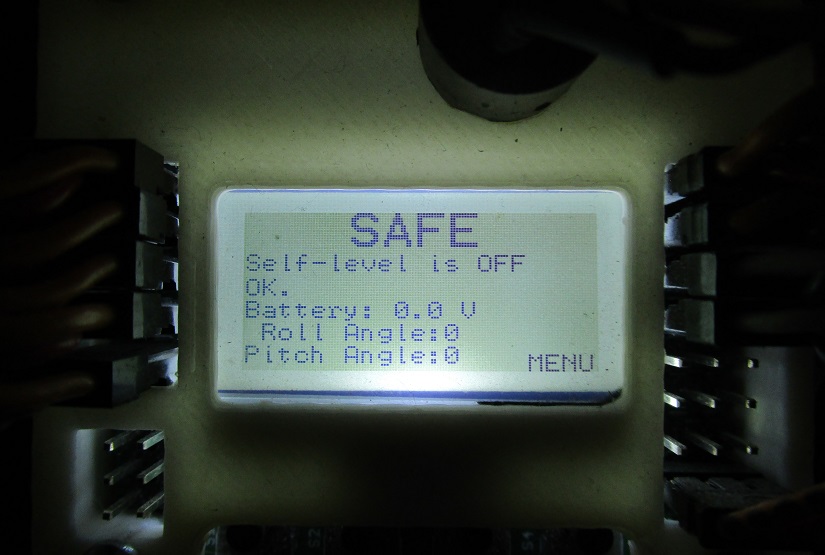 SAFE
Self-level is OFF
OK.
Battery: 0.0 V
Roll Angle:0
Pitch Angle:0
MENU